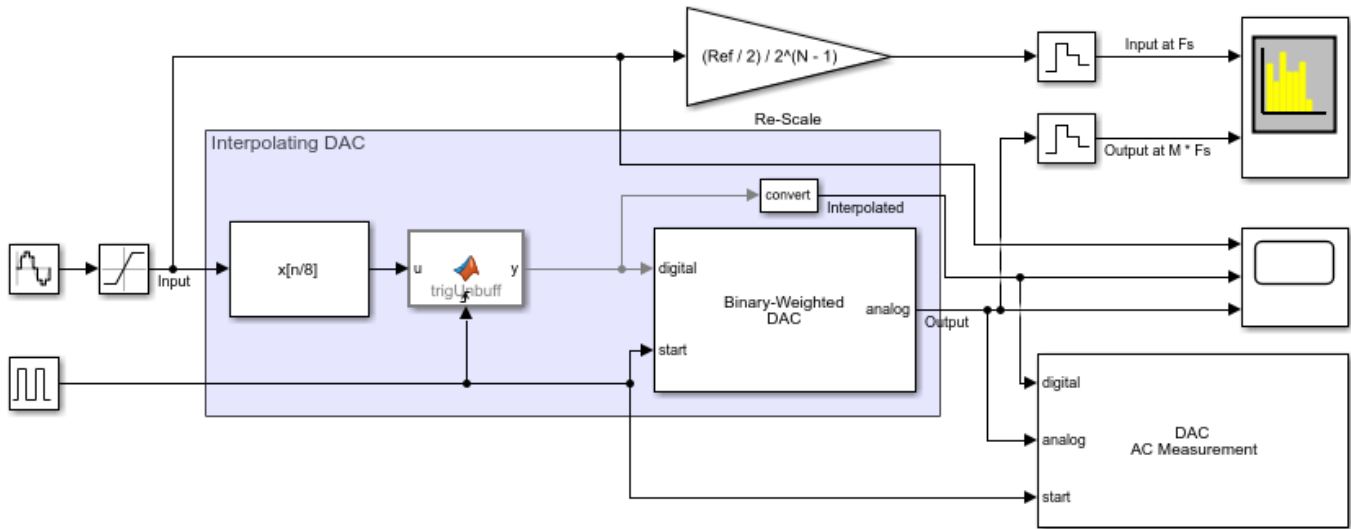 (Ref / 2) / 2^(N - 1)
Input at Fs
Re-Scale
Output at M * Fs
Interpolating DAC
convert
Interpolated
Input
x[n/8]
u
y
trigUnbuff
digital
Binary-Weighted
DAC
analog
Output
start
digital
DAC
AC Measurement
analog
start